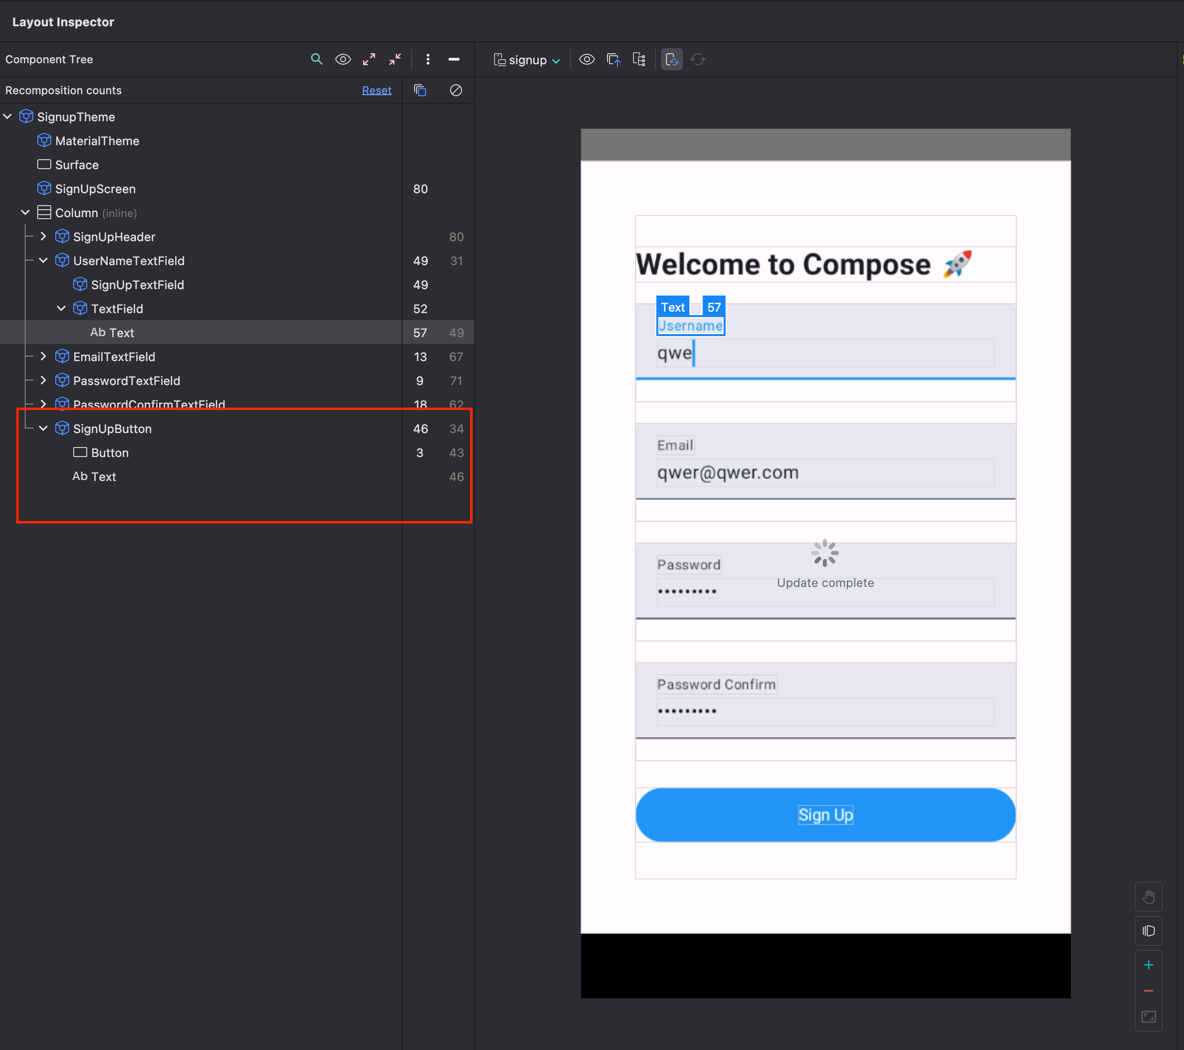 Layout Inspector
Component Tree
signup
Recomposition counts Reset
SignupTheme
MaterialTheme
Surface
SignUpScreen 80
Column (inline)
SignUpHeader 80
UserNameTextField 49 31
SignUpTextField 49
TextField 52
Ab Text 57 49
EmailTextField 13 67
PasswordTextField 9 71
PasswordConfirmTextField 18 62
SignUpButton 46 34
Button 3 43
Ab Text 46
Welcome to Compose 🚀
Text 57
Username
qwe
Email
qwer@qwer.com
Password
•••••••••
Update complete
Password Confirm
•••••••••
Sign Up